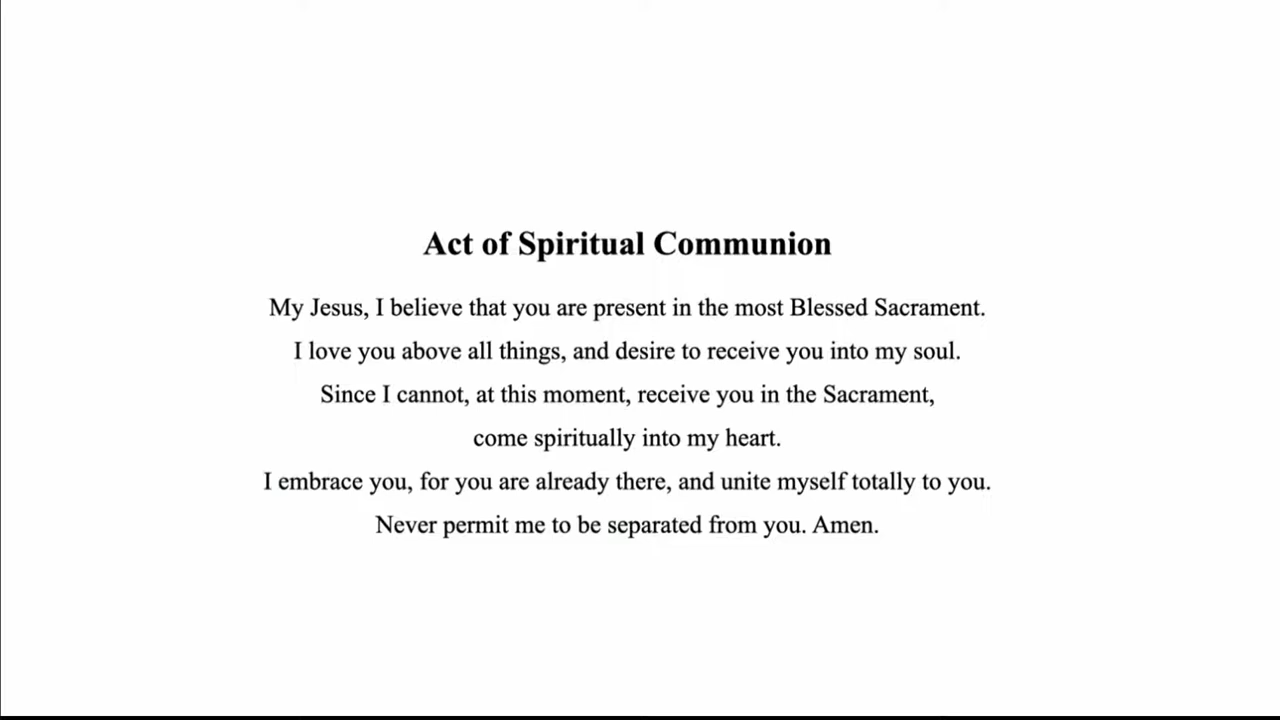 Act of Spiritual Communion
My Jesus, I believe that you are present in the most Blessed Sacrament.
I love you above all things, and desire to receive you into my soul.
Since I cannot, at this moment, receive you in the Sacrament,
come spiritually into my heart.
I embrace you, for you are already there, and unite myself totally to you.
Never permit me to be separated from you. Amen.